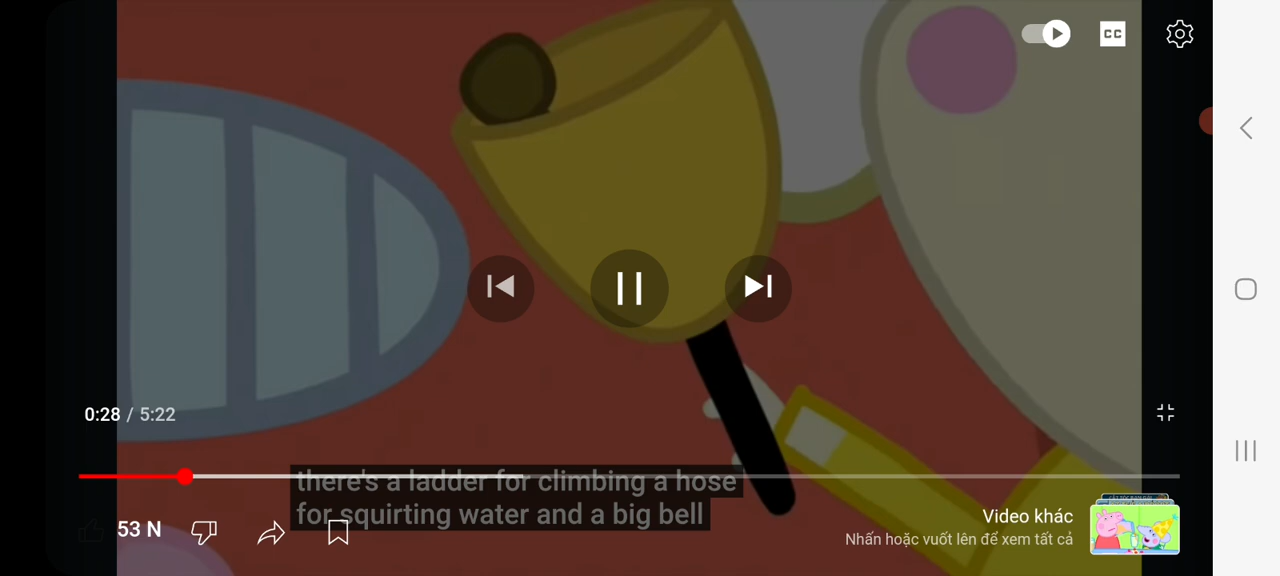 CC
0:28 / 5:22
there's a ladder for climbing a hose
for squirting water and a big bell
53 N
Video khác
Nhấn hoặc vuốt lên để xem tất cả